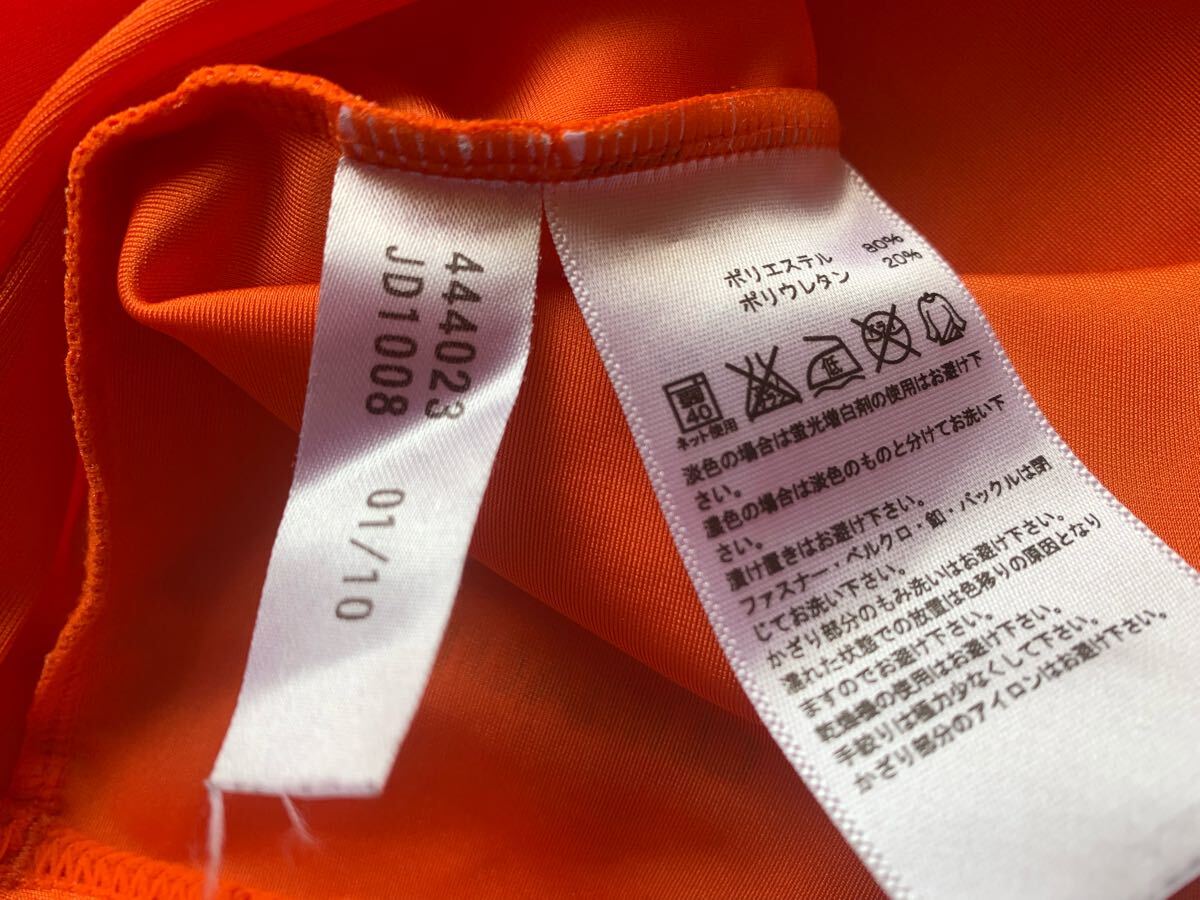 444023
JD1008 01/10
ポリエステル 80%
ポリウレタン 20%
40
ネット使用
エンソ
低
ドライ
淡色の場合は蛍光増白剤の使用はお避け下
さい。
濃色の場合は淡色のものと分けてお洗い下
さい。
漬け置きはお避け下さい。
ファスナー・ベルクロ・釦・バックルは閉
じてお洗い下さい。
かざり部分のもみ洗いはお避け下さい。
濡れた状態での放置は色移りの原因となり
ますのでお避け下さい。
乾燥機の使用はお避け下さい。
手絞りは極力少なくして下さい。
かざり部分のアイロンはお避け下さい。